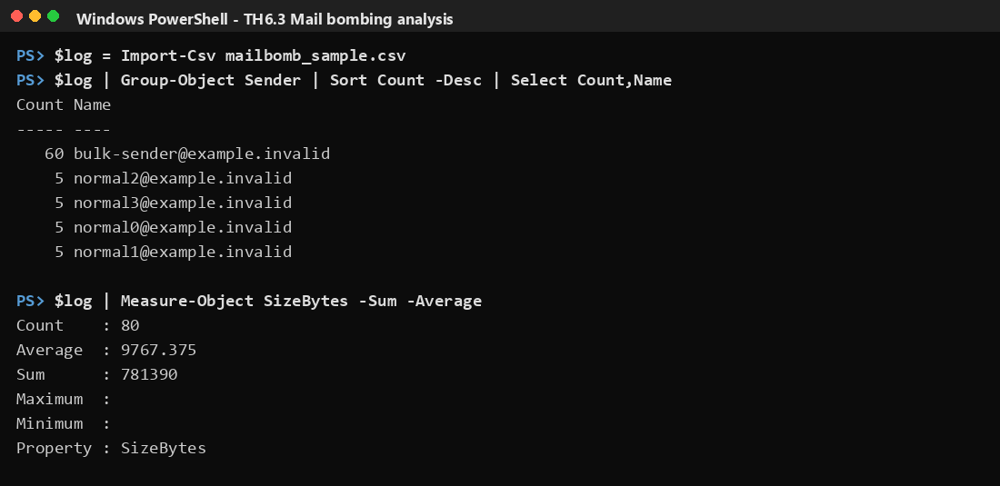 Windows PowerShell - TH6.3 Mail bombing analysis
PS> $log = Import-Csv mailbomb_sample.csv
PS> $log | Group-Object Sender | Sort Count -Desc | Select Count,Name
Count Name
----- ----
   60 bulk-sender@example.invalid
    5 normal2@example.invalid
    5 normal3@example.invalid
    5 normal0@example.invalid
    5 normal1@example.invalid
PS> $log | Measure-Object SizeBytes -Sum -Average
Count    : 80
Average  : 9767.375
Sum      : 781390
Maximum  :
Minimum  :
Property : SizeBytes